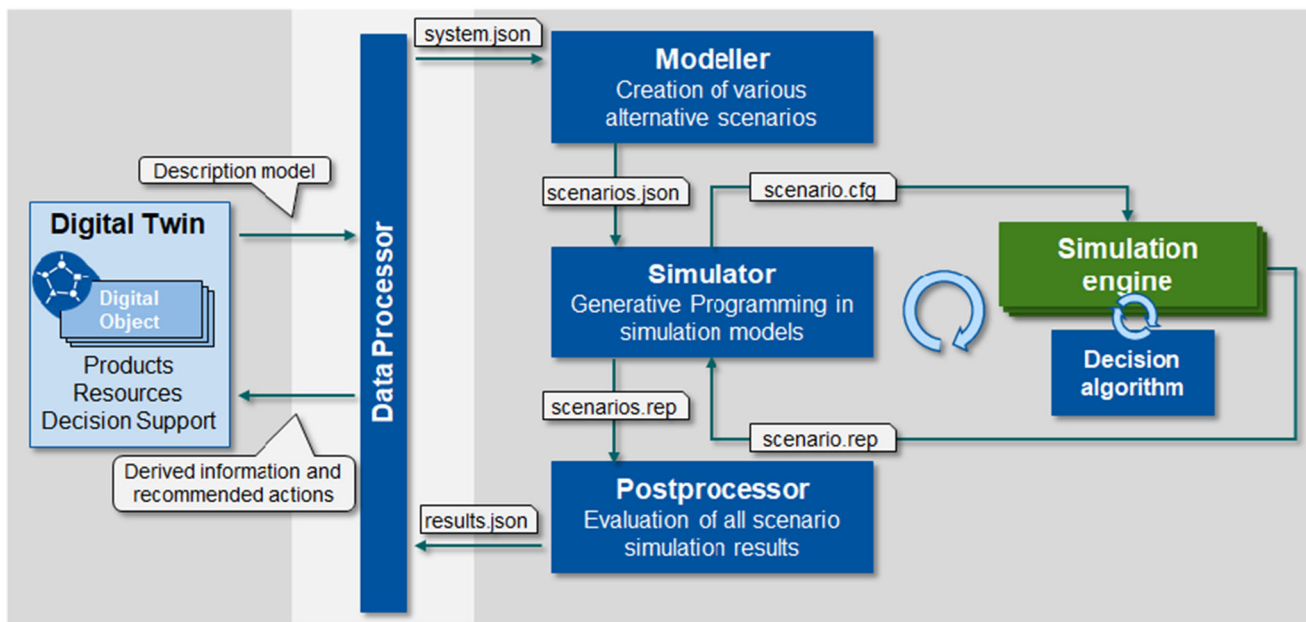 system.json
Modeller
Creation of various
alternative scenarios
Description model
scenarios.json
scenario.cfg
Digital Twin
Digital
Object
Products
Resources
Decision Support
Data Processor
Simulator
Generative Programming in
simulation models
Simulation
engine
Decision
algorithm
scenarios.rep
scenario.rep
Derived information and
recommended actions
Postprocessor
Evaluation of all scenario
simulation results
results.json